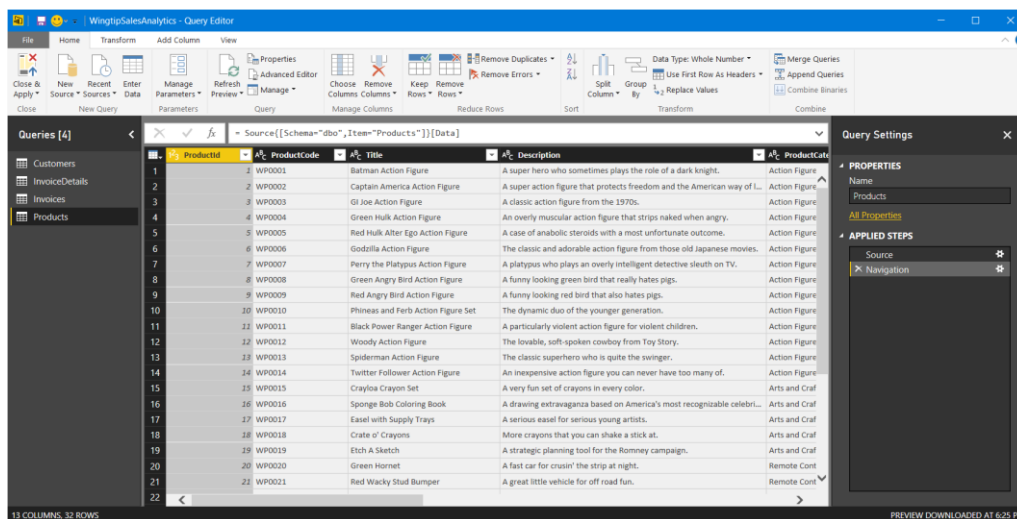 WingtipSalesAnalytics - Query Editor
File Home Transform Add Column View
Close & Apply New Source Recent Sources Enter Data Manage Parameters Refresh Preview Properties Advanced Editor Manage Choose Columns Remove Columns Keep Rows Remove Rows Remove Duplicates Remove Errors Split Column Group By Data Type: Whole Number Use First Row As Headers Replace Values Merge Queries Append Queries Combine Binaries
Close New Query Parameters Query Manage Columns Reduce Rows Sort Transform Combine
Queries [4]
Customers
InvoiceDetails
Invoices
Products
fx = Source{[Schema="dbo",Item="Products"]}[Data]
ProductId ProductCode Title Description ProductCate
1 1 WP0001 Batman Action Figure A super hero who sometimes plays the role of a dark knight. Action Figure
2 2 WP0002 Captain America Action Figure A super action figure that protects freedom and the American way of l... Action Figure
3 3 WP0003 GI Joe Action Figure A classic action figure from the 1970s. Action Figure
4 4 WP0004 Green Hulk Action Figure An overly muscular action figure that strips naked when angry. Action Figure
5 5 WP0005 Red Hulk Alter Ego Action Figure A case of anabolic steroids with a most unfortunate outcome. Action Figure
6 6 WP0006 Godzilla Action Figure The classic and adorable action figure from those old Japanese movies. Action Figure
7 7 WP0007 Perry the Platypus Action Figure A platypus who plays an overly intelligent detective sleuth on TV. Action Figure
8 8 WP0008 Green Angry Bird Action Figure A funny looking green bird that really hates pigs. Action Figure
9 9 WP0009 Red Angry Bird Action Figure A funny looking red bird that also hates pigs. Action Figure
10 10 WP0010 Phineas and Ferb Action Figure Set The dynamic duo of the younger generation. Action Figure
11 11 WP0011 Black Power Ranger Action Figure A particularly violent action figure for violent children. Action Figure
12 12 WP0012 Woody Action Figure The lovable, soft-spoken cowboy from Toy Story. Action Figure
13 13 WP0013 Spiderman Action Figure The classic superhero who is quite the swinger. Action Figure
14 14 WP0014 Twitter Follower Action Figure An inexpensive action figure you can never have too many of. Action Figure
15 15 WP0015 Crayloa Crayon Set A very fun set of crayons in every color. Arts and Craf
16 16 WP0016 Sponge Bob Coloring Book A drawing extravaganza based on America's most recognizable celebri... Arts and Craf
17 17 WP0017 Easel with Supply Trays A serious easel for serious young artists. Arts and Craf
18 18 WP0018 Crate o' Crayons More crayons that you can shake a stick at. Arts and Craf
19 19 WP0019 Etch A Sketch A strategic planning tool for the Romney campaign. Arts and Craf
20 20 WP0020 Green Hornet A fast car for crusin' the strip at night. Remote Cont
21 21 WP0021 Red Wacky Stud Bumper A great little vehicle for off road fun. Remote Cont
22
Query Settings
PROPERTIES
Name
Products
All Properties
APPLIED STEPS
Source
Navigation
13 COLUMNS, 32 ROWS
PREVIEW DOWNLOADED AT 6:25 P